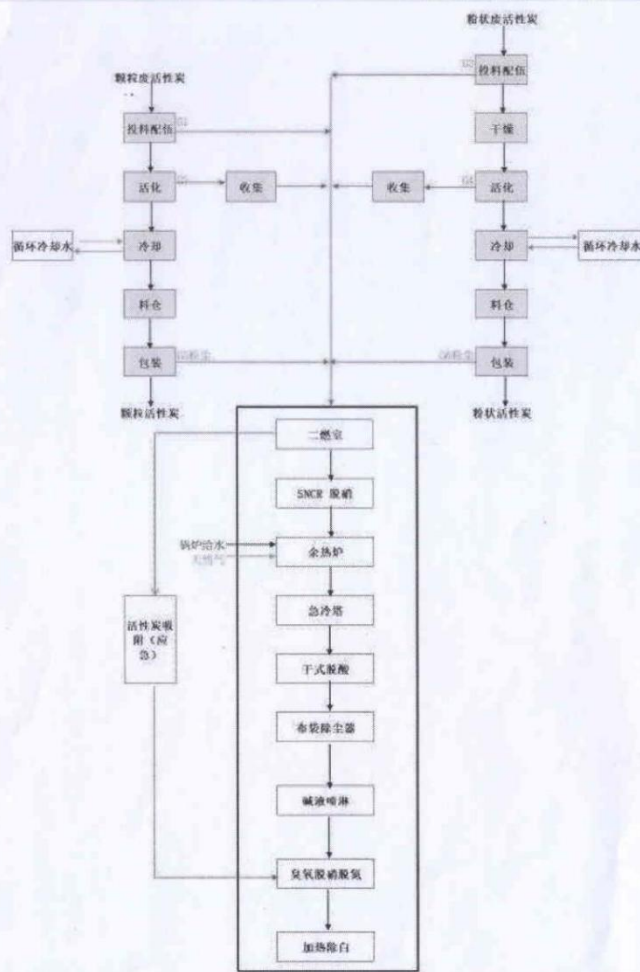 粉状废活性炭
投料配伍
颗粒废活性炭
投料配伍
干燥
活化
收集
收集
活化
循环冷却水
冷却
冷却
循环冷却水
料仓
料仓
包装
包装
颗粒活性炭
粉状活性炭
二燃室
SNCR 脱硝
锅炉给水
天然气
余热炉
急冷塔
活性炭吸
附（应
急）
干式脱酸
布袋除尘器
碱液喷淋
臭氧脱硝脱氮
加热除白